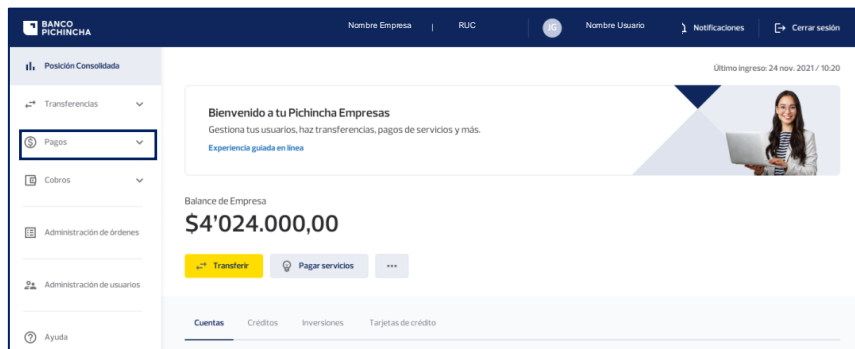 BANCO
PICHINCHA
Nombre Empresa | RUC
JG
Nombre Usuario
Notificaciones
Cerrar sesión
Posición Consolidada
Último ingreso: 24 nov. 2021 / 10:20
Transferencias
Pagos
Cobros
Administración de órdenes
Administración de usuarios
Ayuda
Bienvenido a tu Pichincha Empresas
Gestiona tus usuarios, haz transferencias, pagos de servicios y más.
Experiencia guiada en línea
Balance de Empresa
$4'024.000,00
Transferir
Pagar servicios
Cuentas
Créditos
Inversiones
Tarjetas de crédito